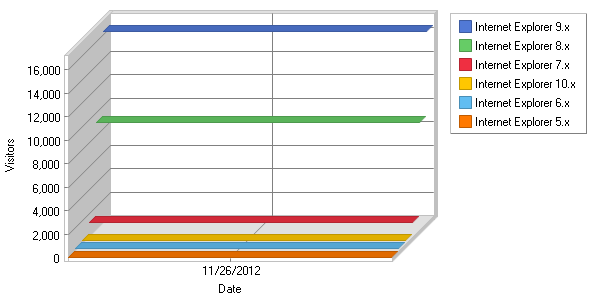 Internet Explorer 9.x
Internet Explorer 8.x
Internet Explorer 7.x
Internet Explorer 10.x
Internet Explorer 6.x
Internet Explorer 5.x
Visitors
16,000
14,000
12,000
10,000
8,000
6,000
4,000
2,000
0
11/26/2012
Date